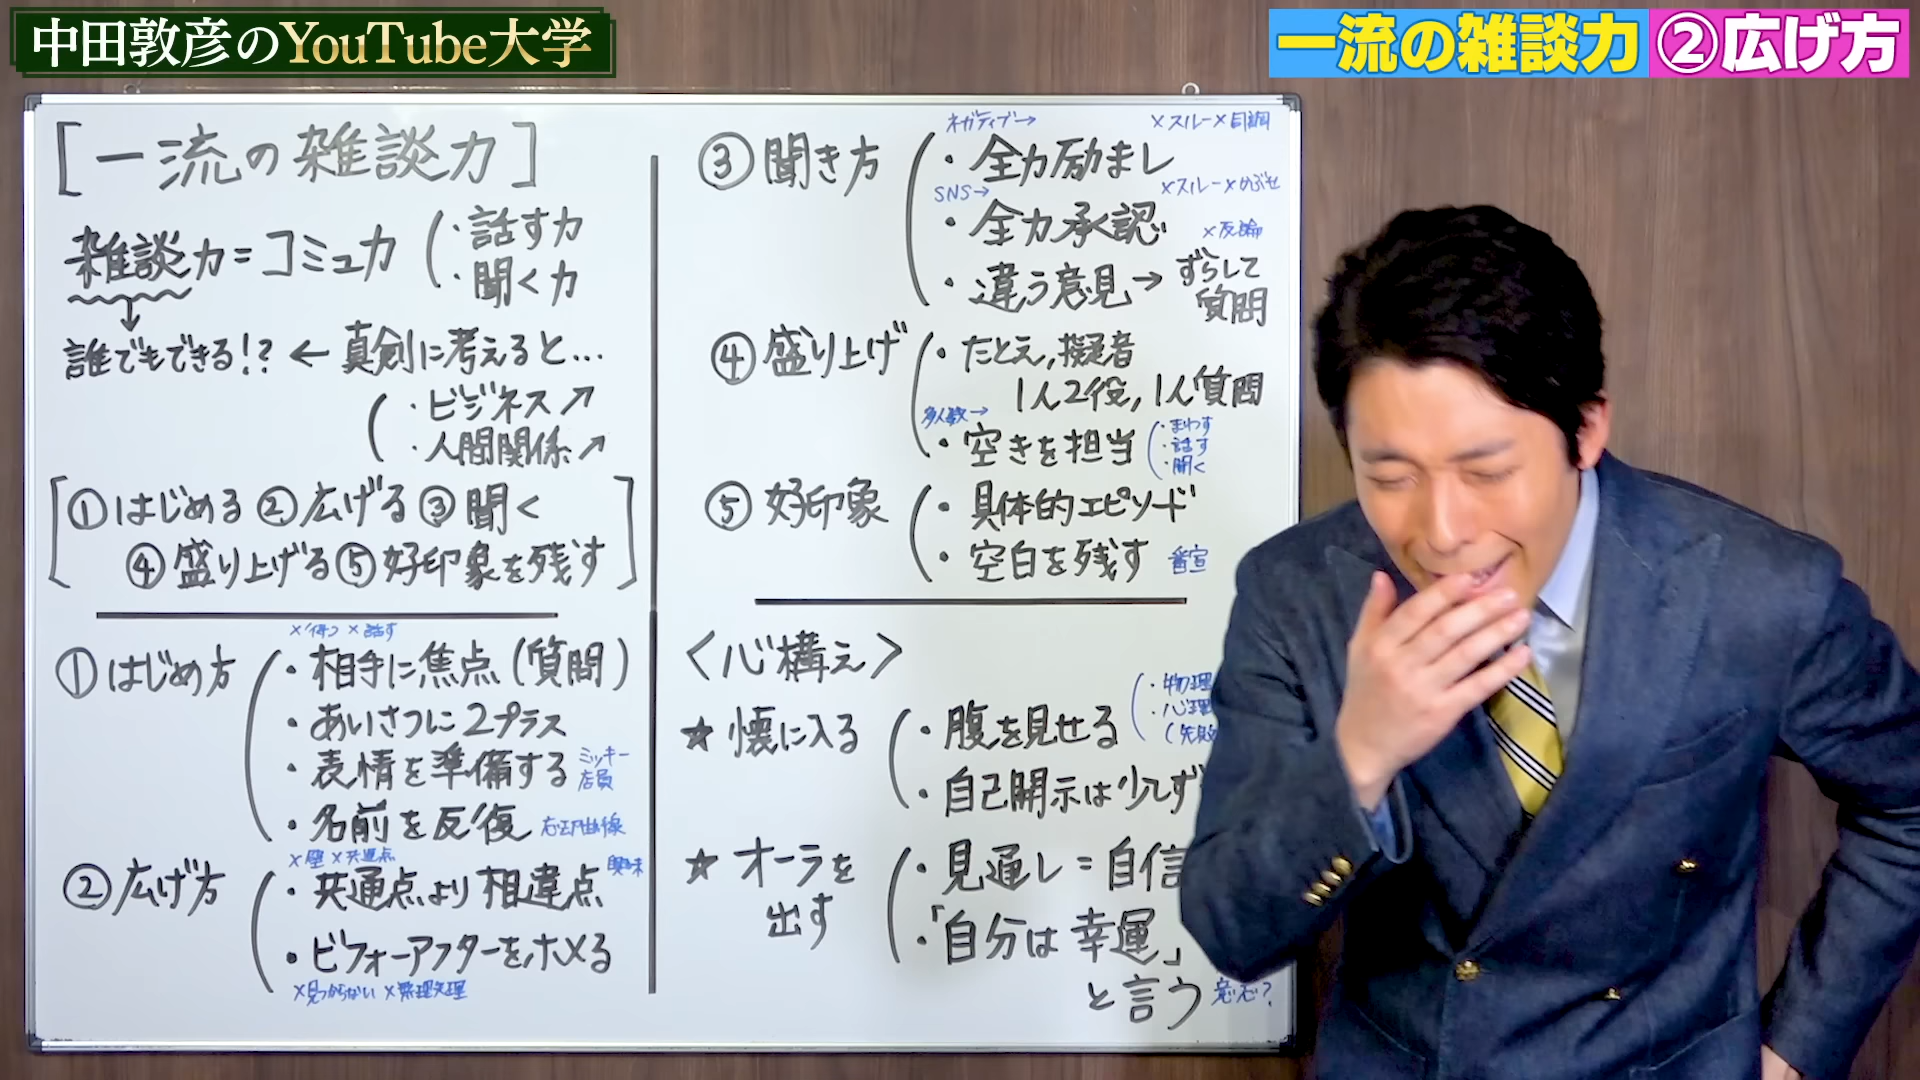 中田敦彦のYouTube大学
一流の雑談力 ②広げ方
[一流の雑談力]
雑談力=コミュ力
・話す力
・聞く力
誰でもできる!? ← 真剣に考えると…
・ビジネス↗
・人間関係↗
①はじめる ②広げる ③聞く
④盛り上げる ⑤好印象を残す
×待つ ×話す
①はじめ方
・相手に焦点(質問)
・あいさつに2プラス
・表情を準備する ミッキー
店員
・名前を反復
×壁 ×共通点
②広げ方
・共通点より相違点 興味
・ビフォーアフターをホメる
×見つからない ×無理矢理
ネガティブ→ ×スルー
③聞き方
・全力励まし
SNS→ ×スルー
・全力承認
×反論
・違う意見→ ずらして
質問
④盛り上げ
・たとえ,擬音
1人2役,1人質問
多人数→
・空きを担当
・まわす
・話す
・聞く
⑤好印象
・具体的エピソード
・空白を残す 番宣
〈心構え〉
★懐に入る
・腹を見せる
・物理
・心理
・自己開示は少しず
★オーラを
出す
・見通し=自信
・「自分は幸運」
と言う